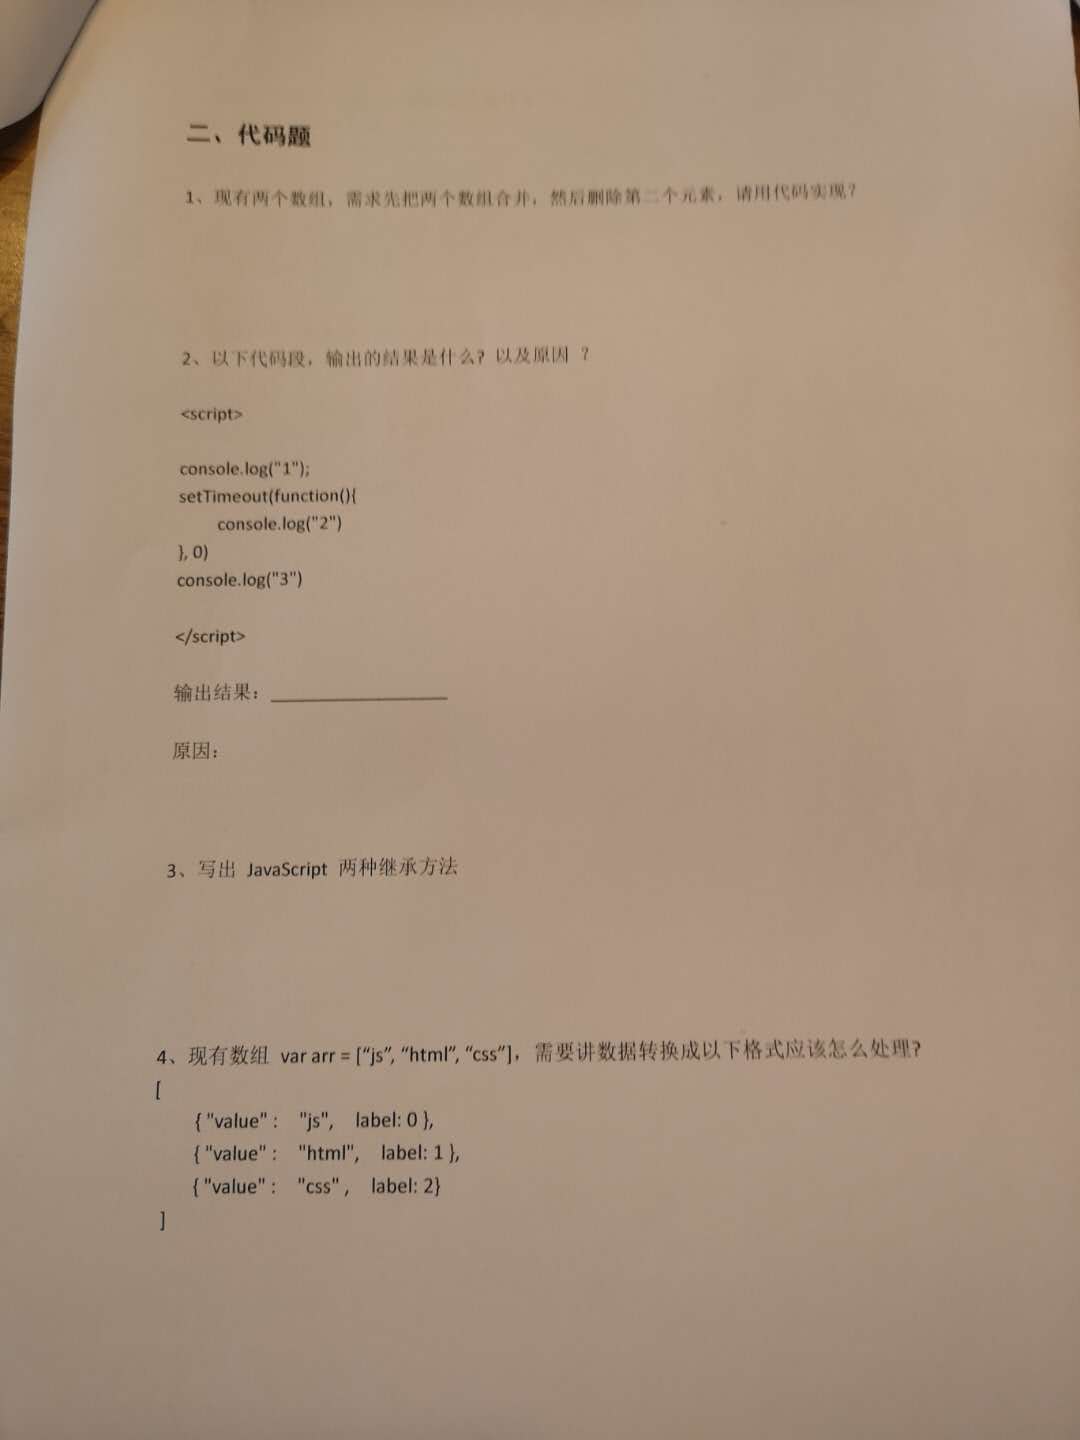 二、代码题
1、现有两个数组，需求先把两个数组合并，然后删除第二个元素，请用代码实现？
2、以下代码段，输出的结果是什么？以及原因 ？
<script>
console.log("1");
setTimeout(function(){
console.log("2")
}, 0)
console.log("3")
</script>
输出结果：
原因：
3、写出 JavaScript 两种继承方法
4、现有数组 var arr = [“js”, “html”, “css”]，需要讲数据转换成以下格式应该怎么处理?
[
{ "value" : "js", label: 0 },
{ "value" : "html", label: 1 },
{ "value" : "css" , label: 2}
]